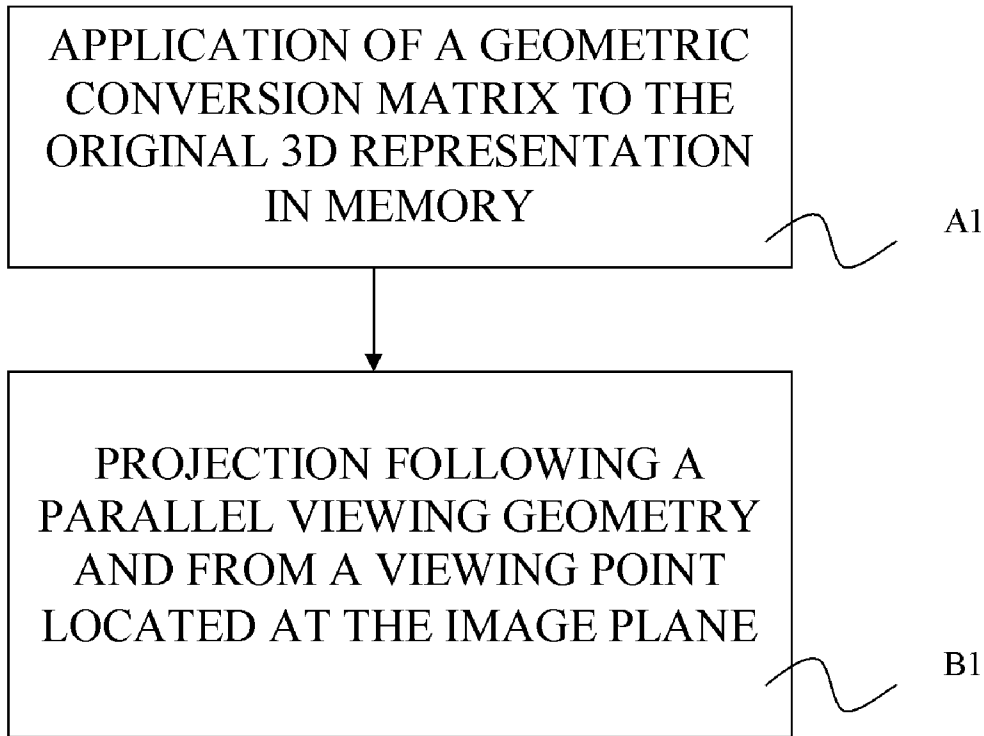 APPLICATION OF A GEOMETRIC
CONVERSION MATRIX TO THE
ORIGINAL 3D REPRESENTATION
IN MEMORY
A1
PROJECTION FOLLOWING A
PARALLEL VIEWING GEOMETRY
AND FROM A VIEWING POINT
LOCATED AT THE IMAGE PLANE
B1